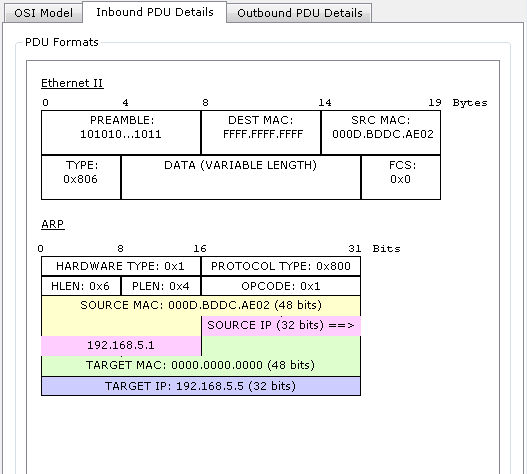 OSI Model Inbound PDU Details Outbound PDU Details
PDU Formats
Ethernet II
0 4 8 14 19 Bytes
PREAMBLE: DEST MAC: SRC MAC:
101010...1011 FFFF.FFFF.FFFF 000D.BDDC.AE02
TYPE: DATA (VARIABLE LENGTH) FCS:
0x806 0x0
ARP
0 8 16 31 Bits
HARDWARE TYPE: 0x1 PROTOCOL TYPE: 0x800
HLEN: 0x6 PLEN: 0x4 OPCODE: 0x1
SOURCE MAC: 000D.BDDC.AE02 (48 bits)
SOURCE IP (32 bits) ==>
192.168.5.1
TARGET MAC: 0000.0000.0000 (48 bits)
TARGET IP: 192.168.5.5 (32 bits)